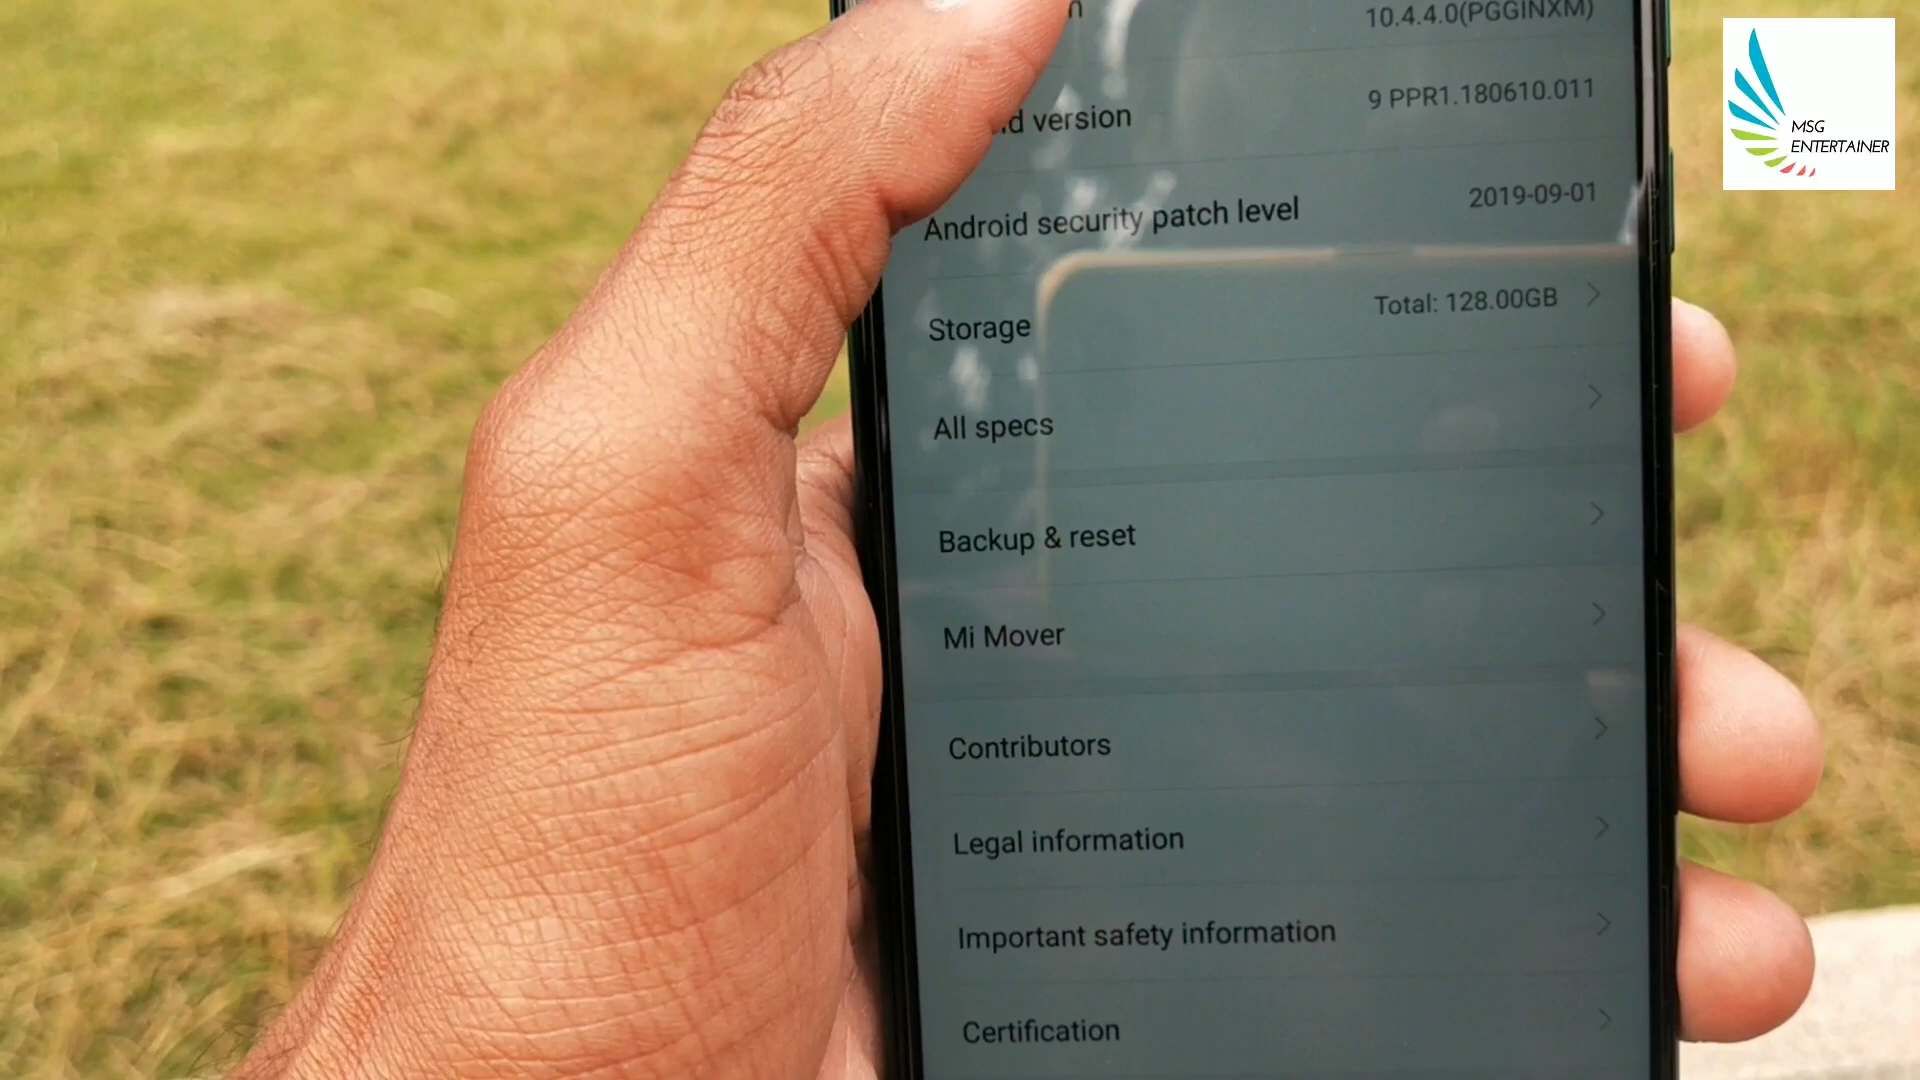 10.4.4.0(PGGINXM)
version
9 PPR1.180610.011
Android security patch level
2019-09-01
Storage
Total: 128.00GB
All specs
Backup & reset
Mi Mover
Contributors
Legal information
Important safety information
Certification
MSG
ENTERTAINER